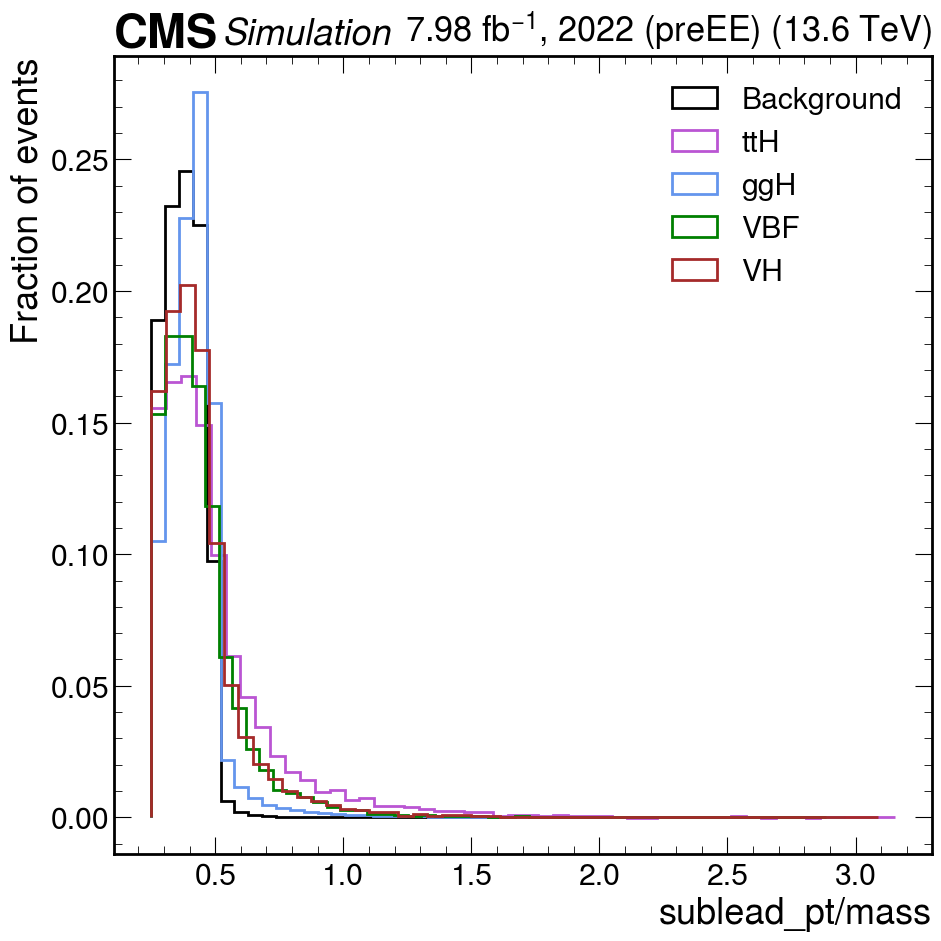 CMS Simulation 7.98 fb⁻¹, 2022 (preEE) (13.6 TeV)
Fraction of events
Background
ttH
ggH
VBF
VH
0.25
0.20
0.15
0.10
0.05
0.00
0.5 1.0 1.5 2.0 2.5 3.0
sublead_pt/mass